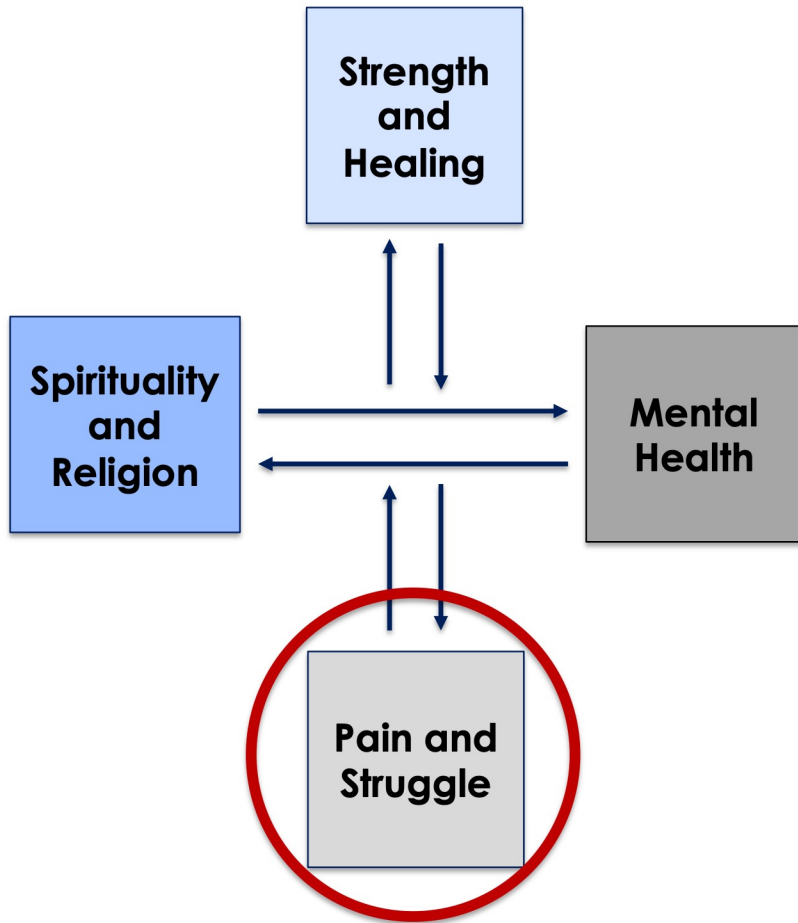 Strength
and
Healing
Spirituality
and
Religion
Mental
Health
Pain and
Struggle